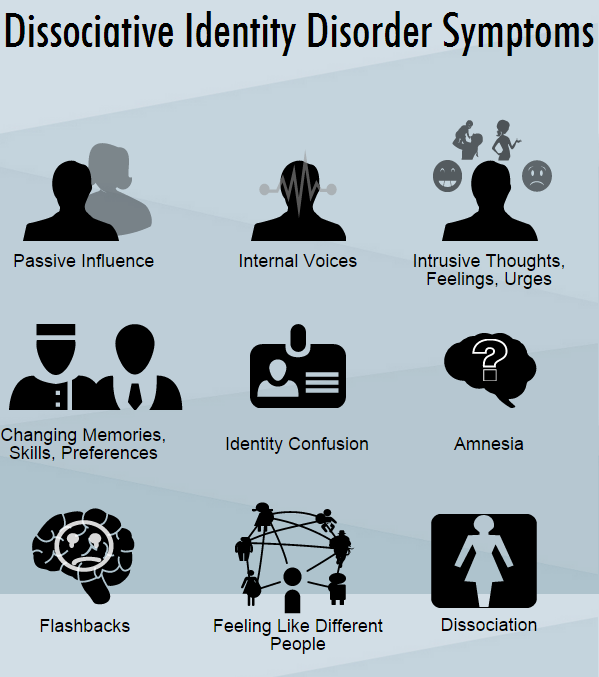 Dissociative Identity Disorder Symptoms
Passive Influence
Internal Voices
Intrusive Thoughts,
Feelings, Urges
Changing Memories,
Skills, Preferences
Identity Confusion
?
Amnesia
Flashbacks
Feeling Like Different
People
Dissociation